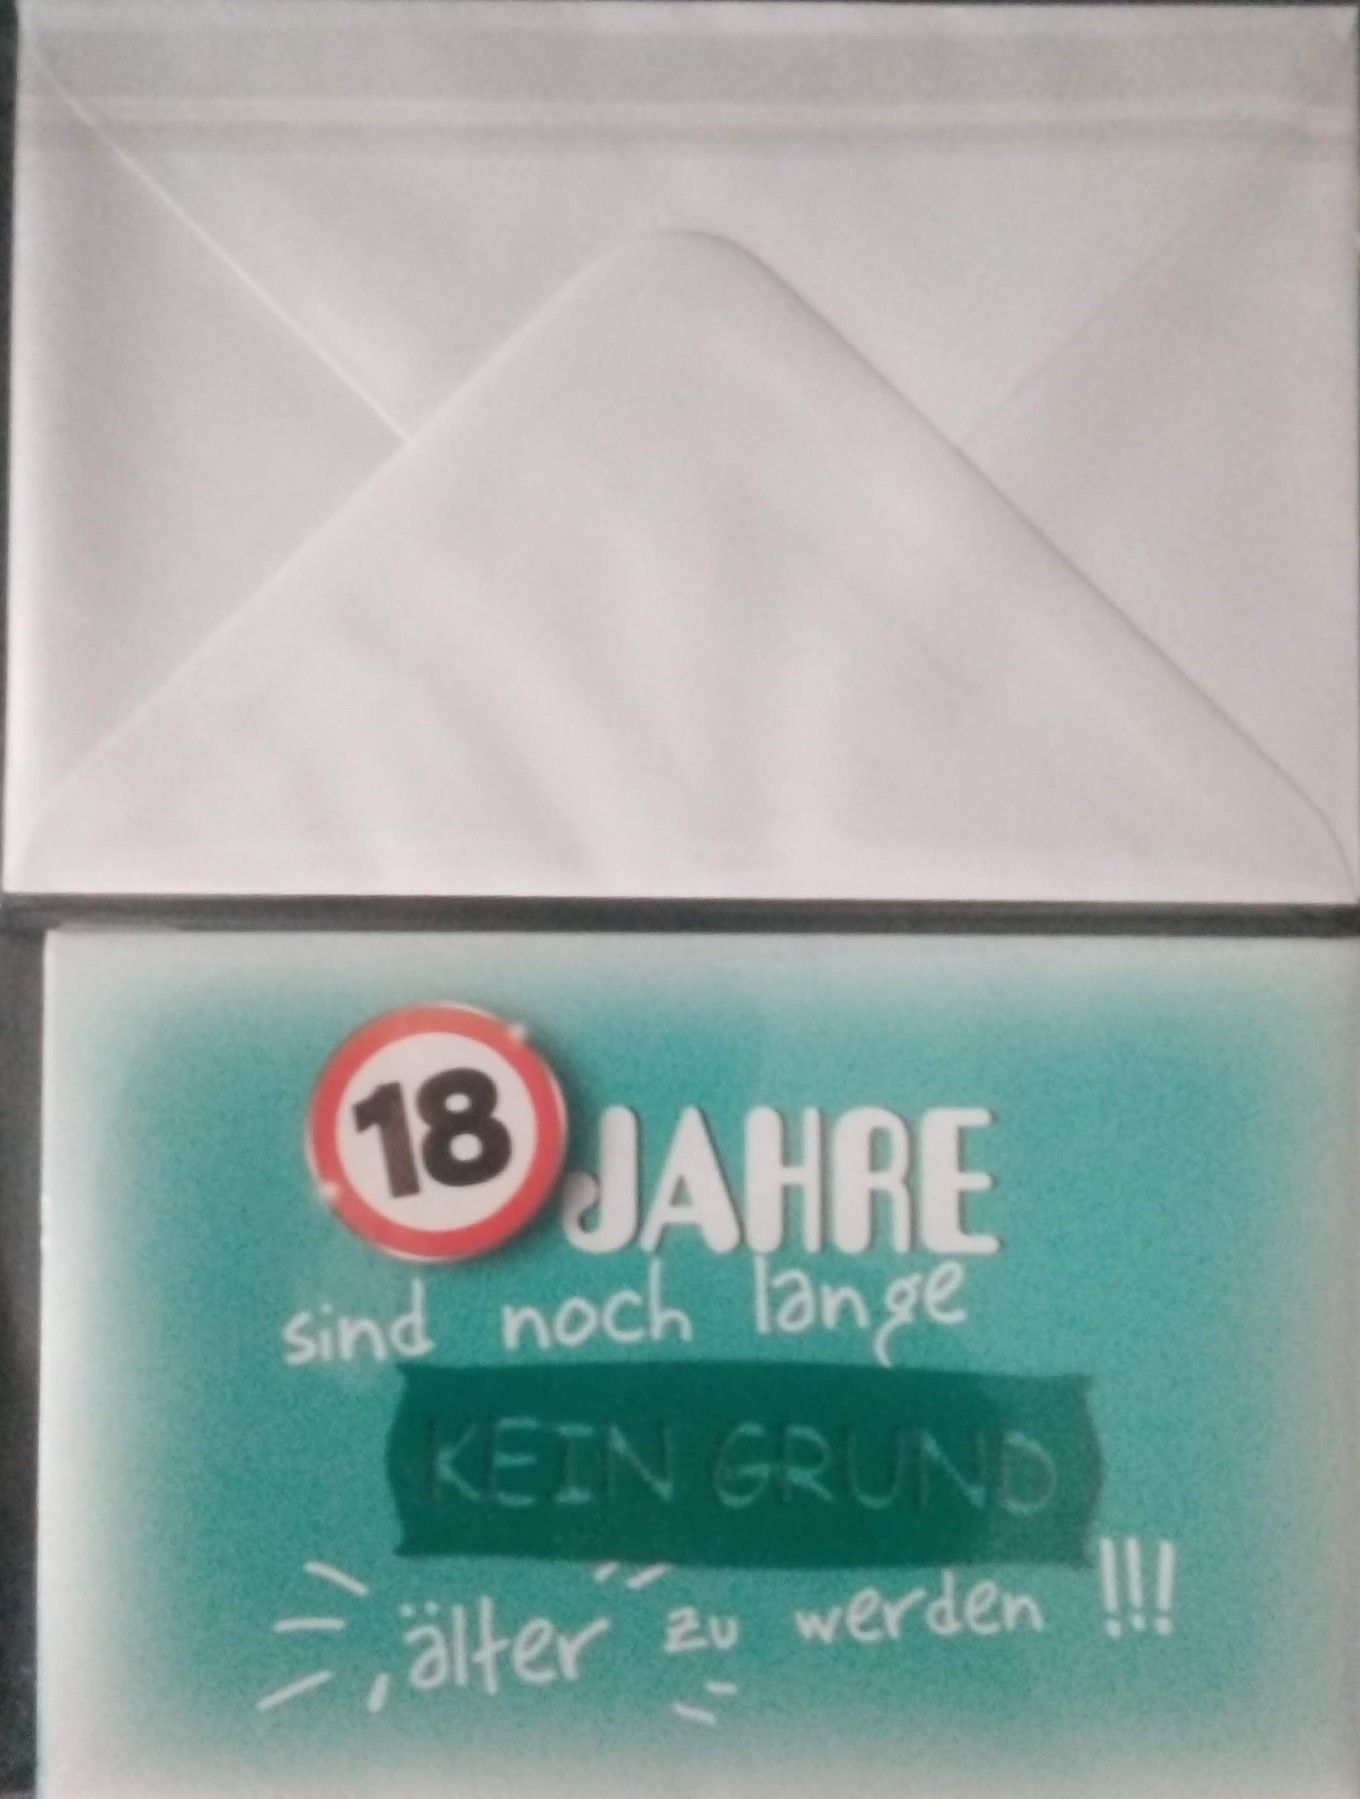 18 JAHRE
sind noch lange
KEIN GRUND
älter zu werden !!!